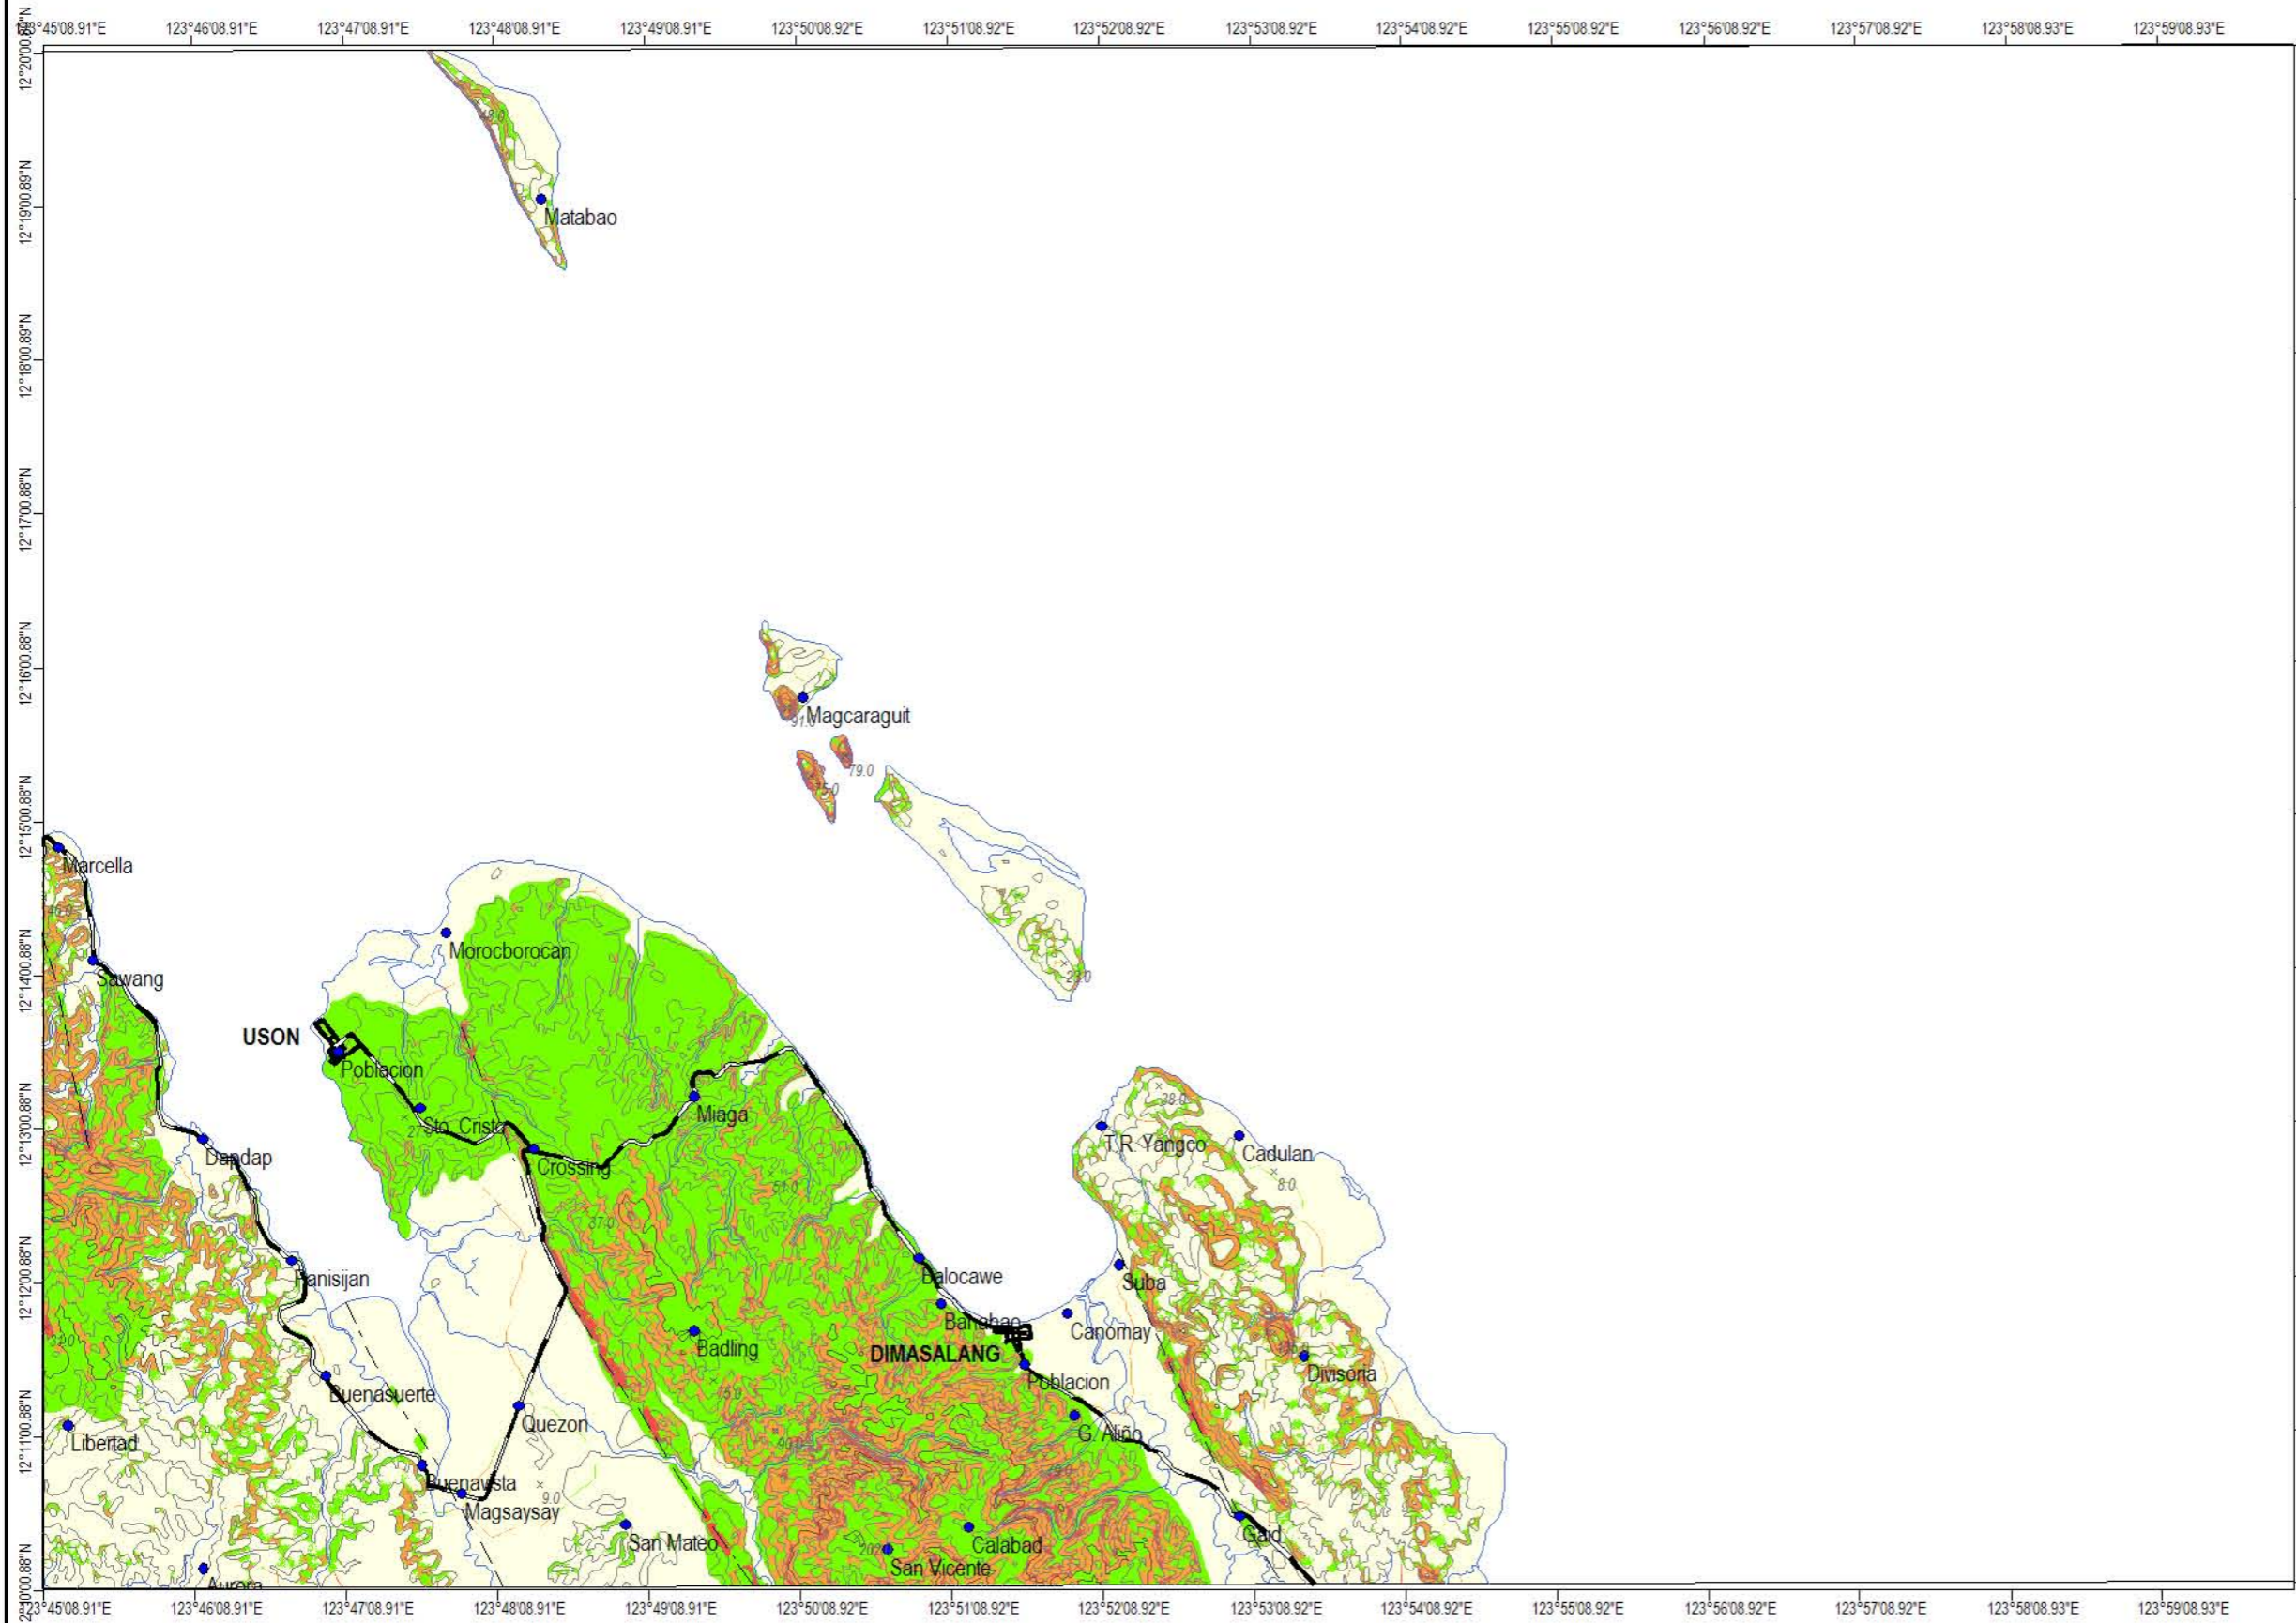 123°45'08.91"E 123°46'08.91"E 123°47'08.91"E 123°48'08.91"E 123°49'08.91"E 123°50'08.92"E 123°51'08.92"E 123°52'08.92"E 123°53'08.92"E 123°54'08.92"E 123°55'08.92"E 123°56'08.92"E 123°57'08.92"E 123°58'08.93"E 123°59'08.93"E
12°19'00.89"N
Matabao
12°18'00.89"N
12°17'00.88"N
12°16'00.88"N
Magcaraguit
91.0
79.0
12°15'00.88"N
Marcella
Morocborocan
23.0
12°14'00.88"N
Sawang
USON
Poblacion
38.0
Miaga
Sto. Cristo
12°13'00.88"N
T.R. Yangco
Cadulan
Dapdap
Crossing
8.0
51.0
37.0
Panisijan
Balocawe
Suba
12°12'00.88"N
Banahao
Canomay
Badling
DIMASALANG
Divisoria
Poblacion
Buenasuerte
75.0
Quezon
G. Aliño
Libertad
90.0
12°11'00.88"N
Buenavista
9.0
Magsaysay
Gaid
San Mateo
Calabad
San Vicente
Aurora
123°45'08.91"E 123°46'08.91"E 123°47'08.91"E 123°48'08.91"E 123°49'08.91"E 123°50'08.92"E 123°51'08.92"E 123°52'08.92"E 123°53'08.92"E 123°54'08.92"E 123°55'08.92"E 123°56'08.92"E 123°57'08.92"E 123°58'08.93"E 123°59'08.93"E